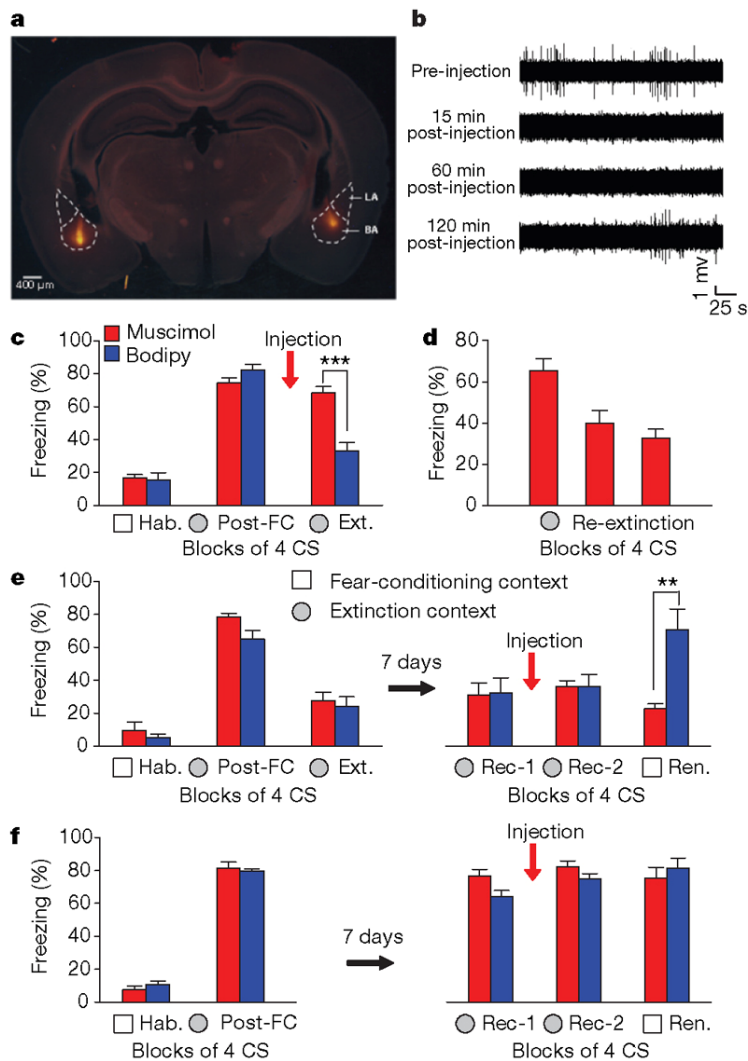 a
LA
BA
400 µm
b
Pre-injection
15 min
post-injection
60 min
post-injection
120 min
post-injection
1 mv
25 s
c
Muscimol
Bodipy
Injection
***
Freezing (%)
100
80
60
40
20
0
Hab.
Post-FC
Ext.
Blocks of 4 CS
d
Freezing (%)
80
60
40
20
0
Re-extinction
Blocks of 4 CS
e
Fear-conditioning context
Extinction context
Freezing (%)
100
80
60
40
20
0
Hab.
Post-FC
Ext.
Blocks of 4 CS
7 days
Injection
**
Rec-1
Rec-2
Ren.
Blocks of 4 CS
f
Freezing (%)
100
80
60
40
20
0
Hab.
Post-FC
Blocks of 4 CS
7 days
Injection
Rec-1
Rec-2
Ren.
Blocks of 4 CS